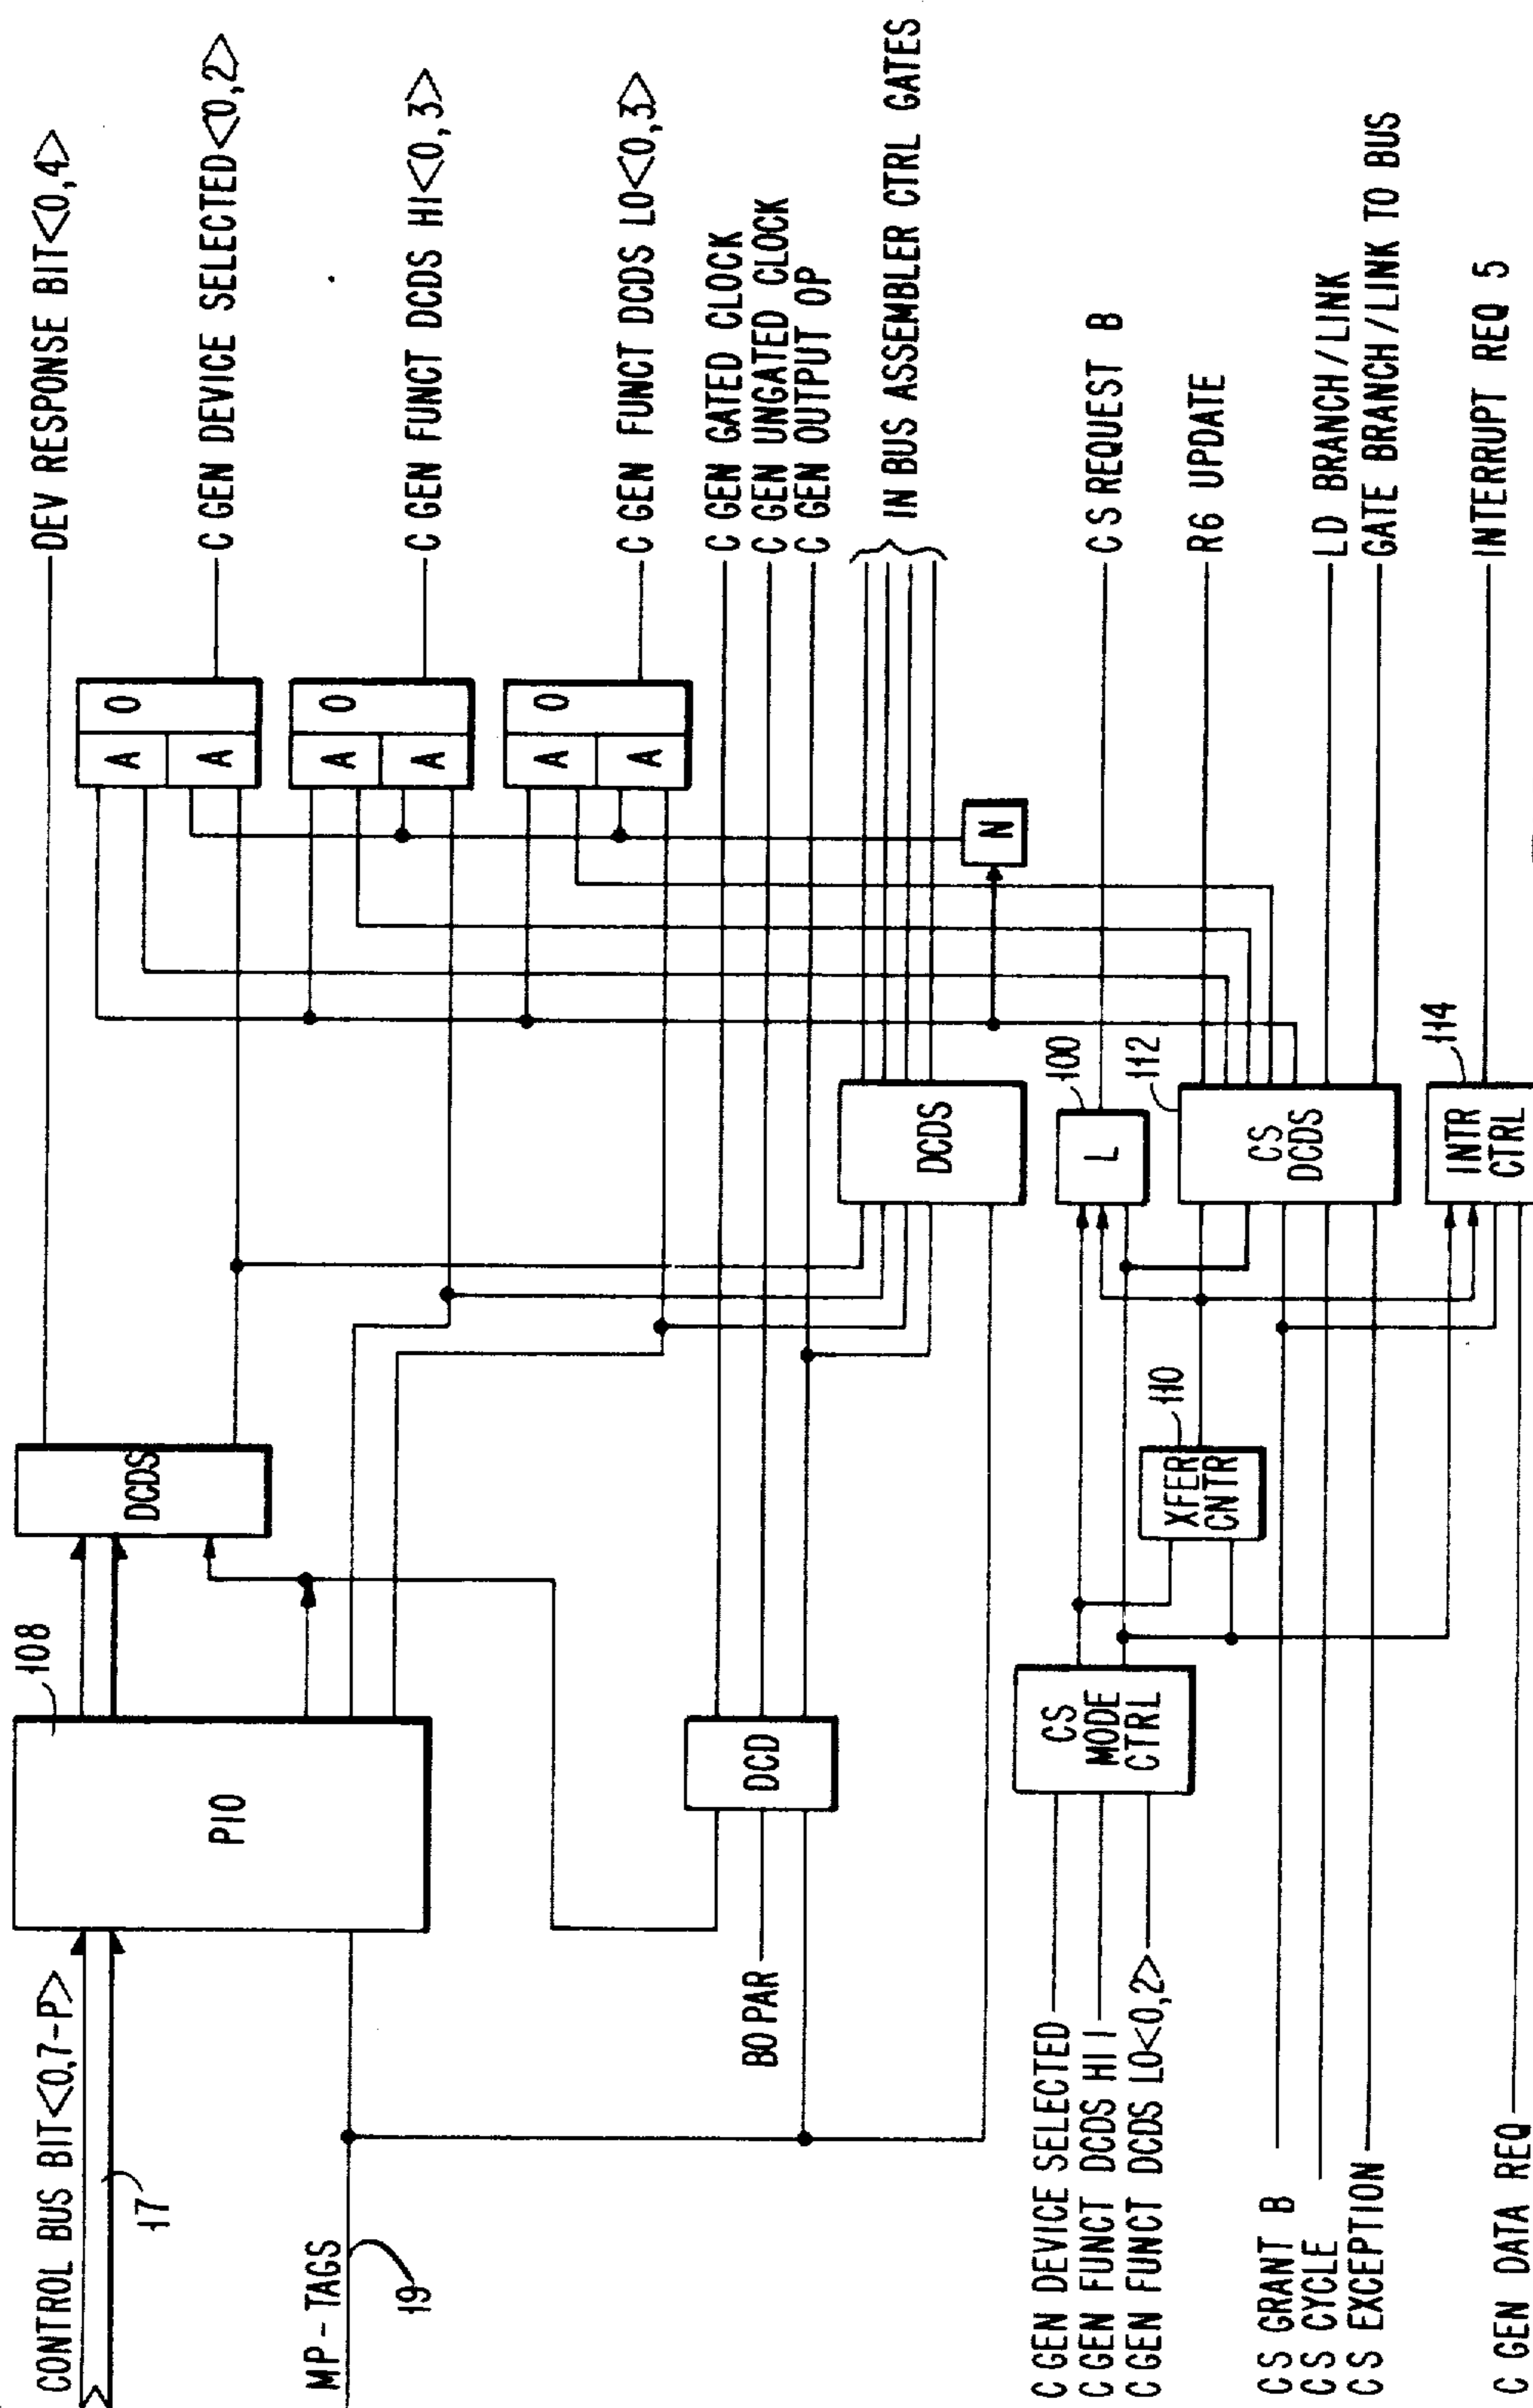 CONTROL BUS BIT<0,7-P>
17
MP-TAGS
19
108
PIO
DCDS
DEV RESPONSE BIT<0,4>
A
A
O
C GEN DEVICE SELECTED<0,2>
A
A
O
C GEN FUNCT DCDS HI<0,3>
A
A
O
C GEN FUNCT DCDS LO<0,3>
BO PAR
DCD
C GEN GATED CLOCK
C GEN UNGATED CLOCK
C GEN OUTPUT OP
DCDS
N
IN BUS ASSEMBLER CTRL GATES
C GEN DEVICE SELECTED
C GEN FUNCT DCDS HI 1
C GEN FUNCT DCDS LO<0,2>
CS
MODE
CTRL
110
XFER
CNTR
100
L
CS REQUEST B
112
CS
DCDS
R6 UPDATE
LD BRANCH/LINK
GATE BRANCH/LINK TO BUS
CS GRANT B
CS CYCLE
CS EXCEPTION
C GEN DATA REQ
114
INTR
CTRL
INTERRUPT REQ 5